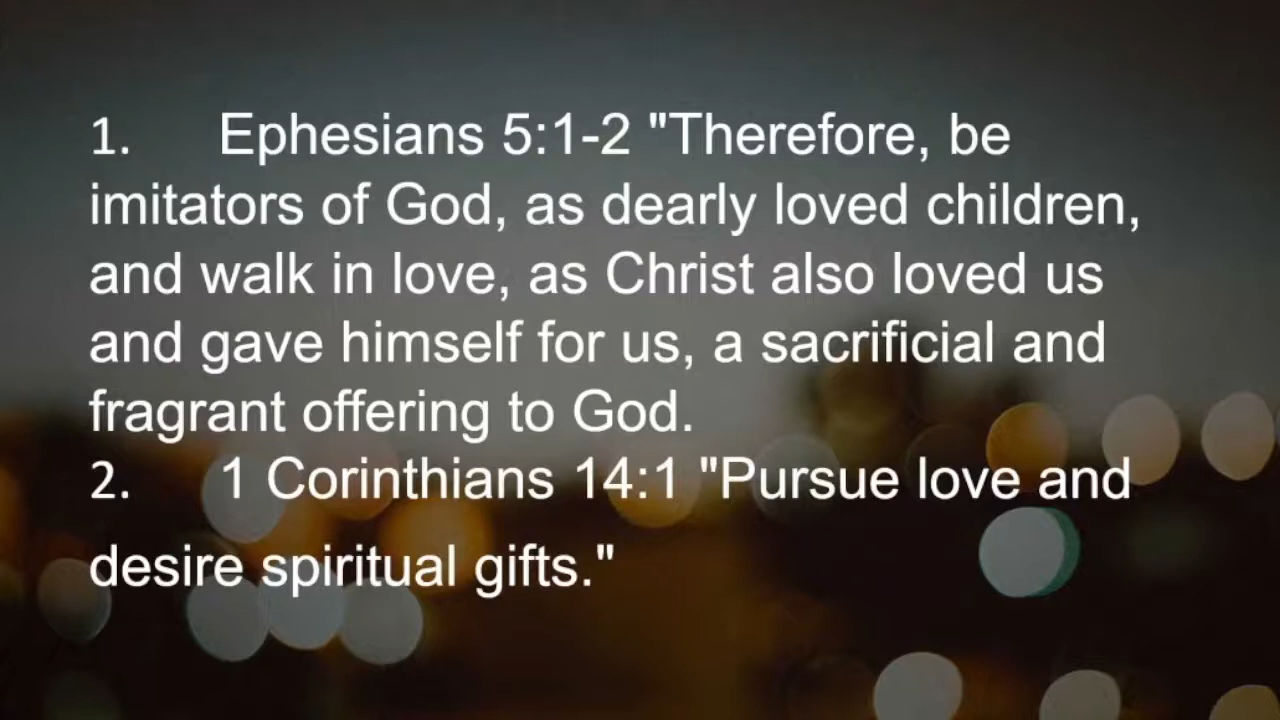 1. Ephesians 5:1-2 "Therefore, be
imitators of God, as dearly loved children,
and walk in love, as Christ also loved us
and gave himself for us, a sacrificial and
fragrant offering to God.
2. 1 Corinthians 14:1 "Pursue love and
desire spiritual gifts."